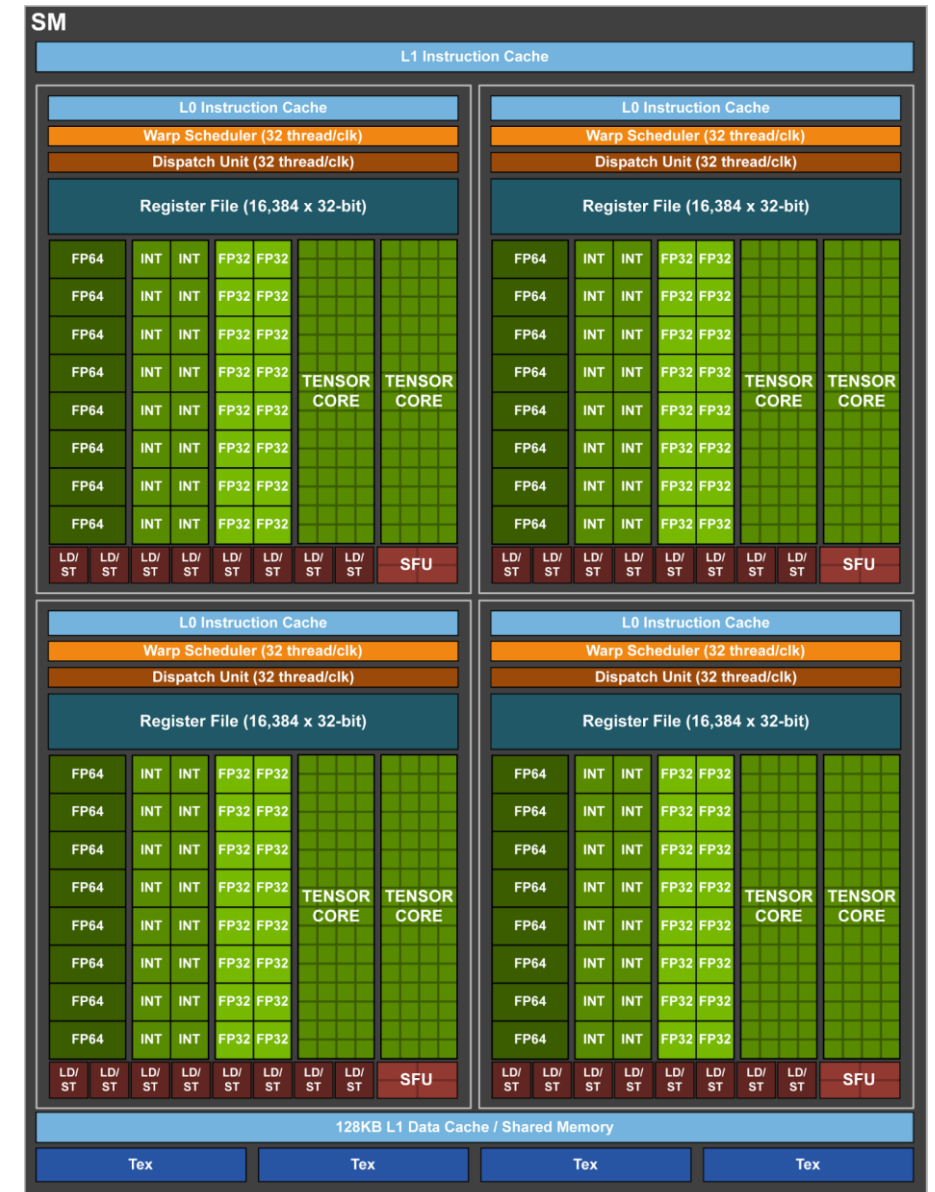 SM
L1 Instruction Cache
L0 Instruction Cache
Warp Scheduler (32 thread/clk)
Dispatch Unit (32 thread/clk)
Register File (16,384 x 32-bit)
FP64 INT INT FP32 FP32
FP64 INT INT FP32 FP32
FP64 INT INT FP32 FP32
FP64 INT INT FP32 FP32
TENSOR CORE TENSOR CORE
FP64 INT INT FP32 FP32
FP64 INT INT FP32 FP32
FP64 INT INT FP32 FP32
FP64 INT INT FP32 FP32
LD/ST LD/ST LD/ST LD/ST LD/ST LD/ST LD/ST LD/ST SFU
L0 Instruction Cache
Warp Scheduler (32 thread/clk)
Dispatch Unit (32 thread/clk)
Register File (16,384 x 32-bit)
FP64 INT INT FP32 FP32
FP64 INT INT FP32 FP32
FP64 INT INT FP32 FP32
FP64 INT INT FP32 FP32
TENSOR CORE TENSOR CORE
FP64 INT INT FP32 FP32
FP64 INT INT FP32 FP32
FP64 INT INT FP32 FP32
FP64 INT INT FP32 FP32
LD/ST LD/ST LD/ST LD/ST LD/ST LD/ST LD/ST LD/ST SFU
L0 Instruction Cache
Warp Scheduler (32 thread/clk)
Dispatch Unit (32 thread/clk)
Register File (16,384 x 32-bit)
FP64 INT INT FP32 FP32
FP64 INT INT FP32 FP32
FP64 INT INT FP32 FP32
FP64 INT INT FP32 FP32
TENSOR CORE TENSOR CORE
FP64 INT INT FP32 FP32
FP64 INT INT FP32 FP32
FP64 INT INT FP32 FP32
FP64 INT INT FP32 FP32
LD/ST LD/ST LD/ST LD/ST LD/ST LD/ST LD/ST LD/ST SFU
L0 Instruction Cache
Warp Scheduler (32 thread/clk)
Dispatch Unit (32 thread/clk)
Register File (16,384 x 32-bit)
FP64 INT INT FP32 FP32
FP64 INT INT FP32 FP32
FP64 INT INT FP32 FP32
FP64 INT INT FP32 FP32
TENSOR CORE TENSOR CORE
FP64 INT INT FP32 FP32
FP64 INT INT FP32 FP32
FP64 INT INT FP32 FP32
FP64 INT INT FP32 FP32
LD/ST LD/ST LD/ST LD/ST LD/ST LD/ST LD/ST LD/ST SFU
128KB L1 Data Cache / Shared Memory
Tex Tex Tex Tex